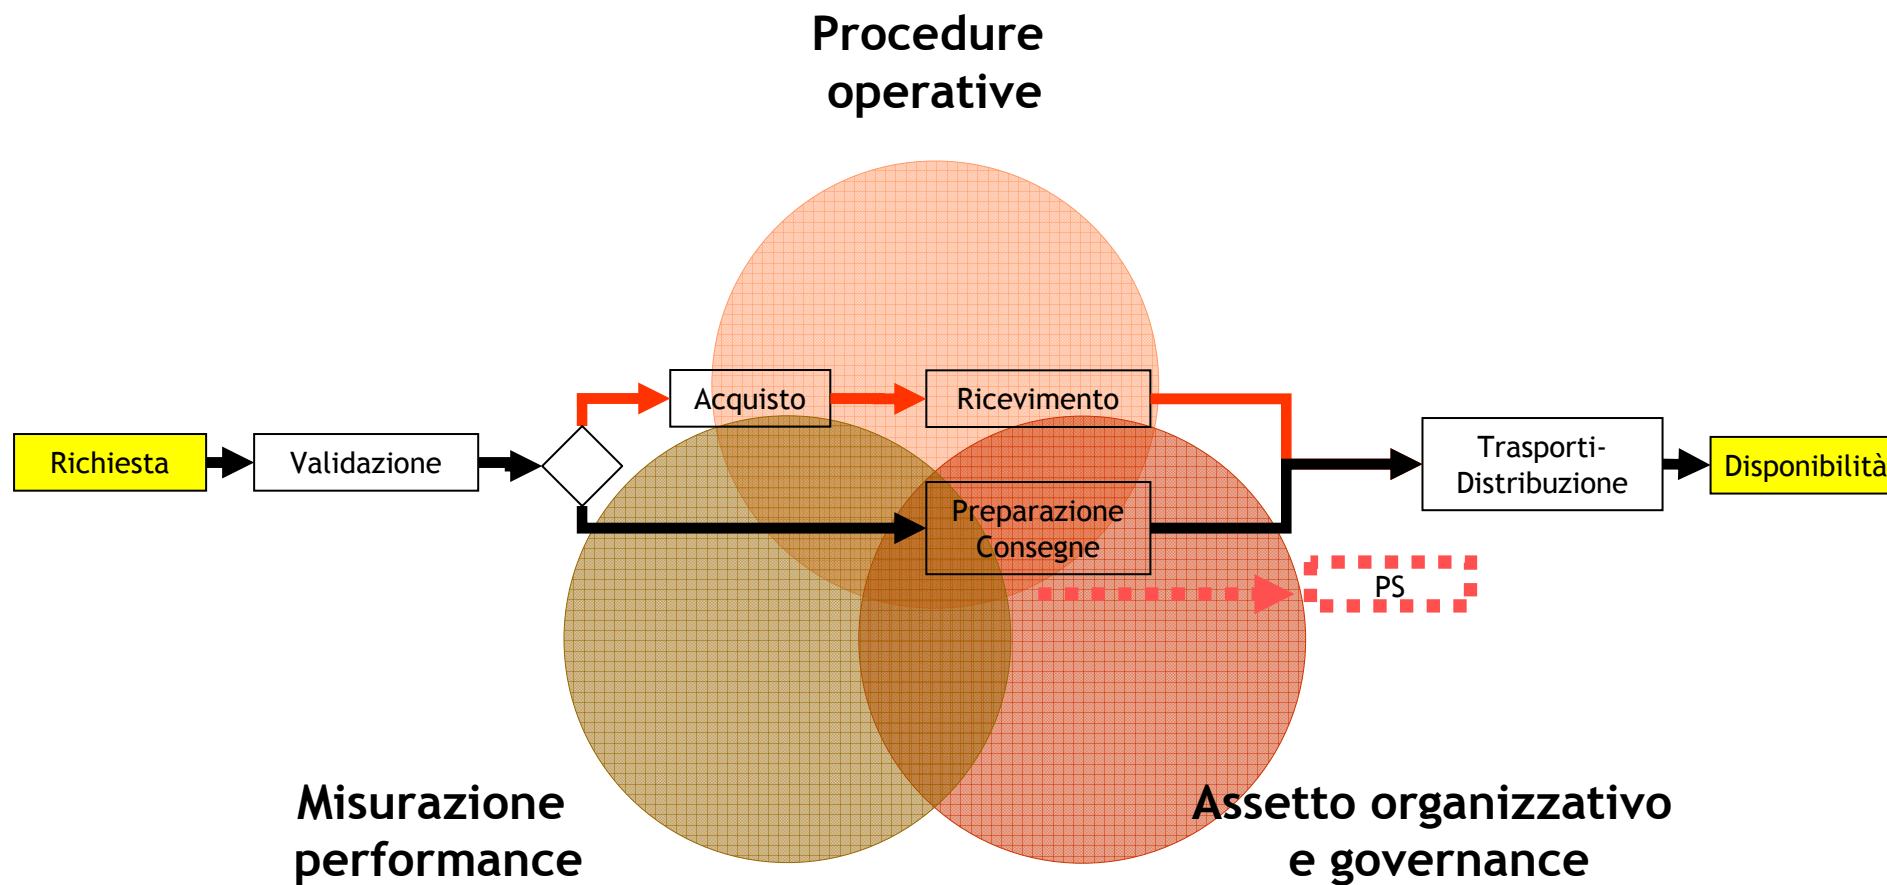 Procedure
operative
Acquisto
Ricevimento
Richiesta
Validazione
Trasporti-
Distribuzione
Disponibilità
Preparazione
Consegne
PS
Misurazione
performance
Assetto organizzativo
e governance